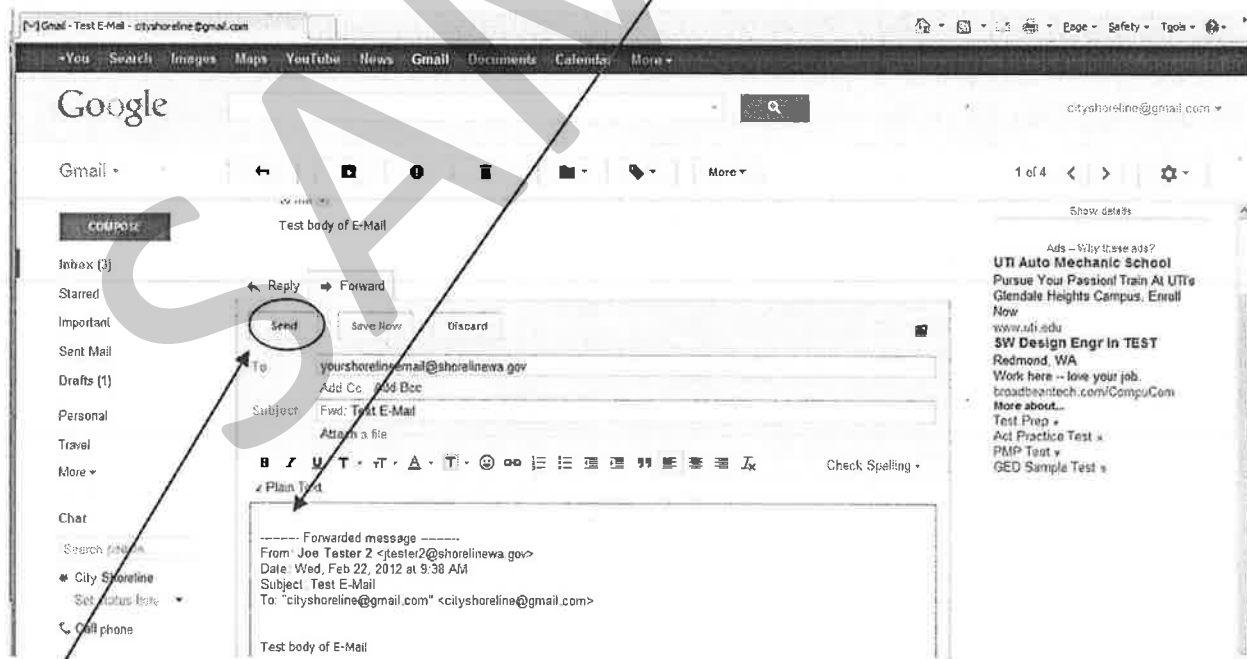 Gmail - Test E-Mail - cityshoreline@gmail.com
Page Safety Tools
+You Search Images Maps YouTube News Gmail Documents Calendar More
Google
cityshoreline@gmail.com
Gmail
More
1 of 4
Show details
COMPOSE
Test body of E-Mail
Ads – Why these ads?
UTI Auto Mechanic School
Pursue Your Passion! Train At UTI's
Glendale Heights Campus. Enroll
Now
www.uti.edu
SW Design Engr in TEST
Redmond, WA
Work here -- love your job.
broadbeantech.com/CompuCom
More about...
Test Prep »
Act Practice Test »
PMP Test »
GED Sample Test »
Inbox (3)
Starred
Important
Sent Mail
Drafts (1)
Personal
Travel
More
Reply Forward
Send Save Now Discard
To yourshorelineemail@shorelinewa.gov
Add Cc Add Bcc
Subject Fwd: Test E-Mail
Attach a file
B I U T TT A T Check Spelling
« Plain Text
Chat
Search
City Shoreline
Set status here
Call phone
---------- Forwarded message ----------
From: Joe Tester 2 <jtester2@shorelinewa.gov>
Date: Wed, Feb 22, 2012 at 9:38 AM
Subject: Test E-Mail
To: "cityshoreline@gmail.com" <cityshoreline@gmail.com>
Test body of E-Mail